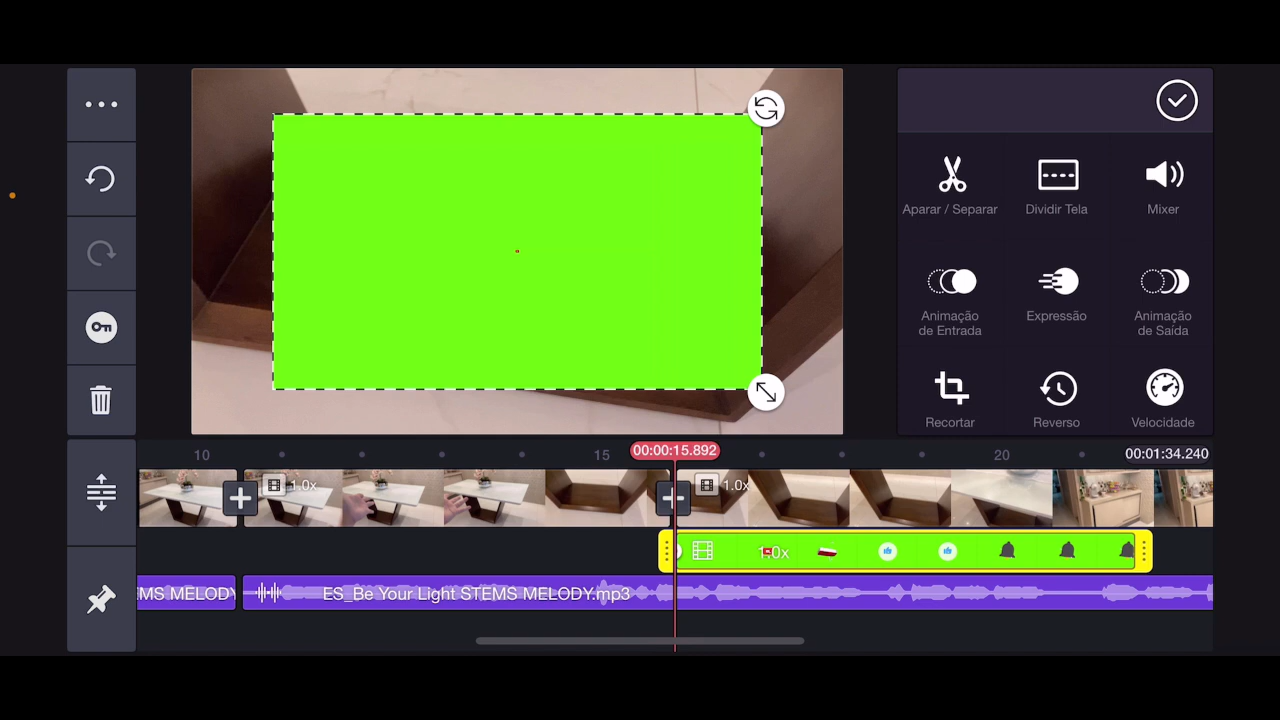 Aparar / Separar
Dividir Tela
Mixer
Animação
de Entrada
Expressão
Animação
de Saída
Recortar
Reverso
Velocidade
10
15
00:00:15.892
20
00:01:34.240
1.0x
1.0x
1.0x
MS MELODY
ES_Be Your Light STEMS MELODY.mp3